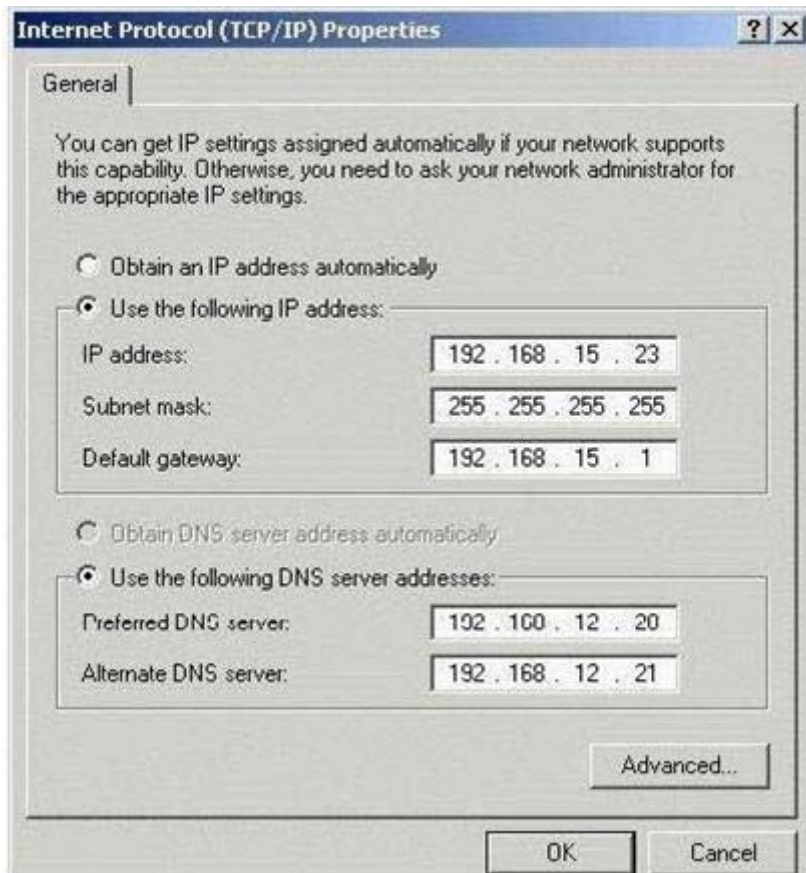 Internet Protocol (TCP/IP) Properties
General
You can get IP settings assigned automatically if your network supports
this capability. Otherwise, you need to ask your network administrator for
the appropriate IP settings.
Obtain an IP address automatically
Use the following IP address:
IP address: 192 . 168 . 15 . 23
Subnet mask: 255 . 255 . 255 . 255
Default gateway: 192 . 168 . 15 . 1
Obtain DNS server address automatically
Use the following DNS server addresses:
Preferred DNS server: . 12 . 20
Alternate DNS server: 192 . 168 . 12 . 21
Advanced...
OK Cancel